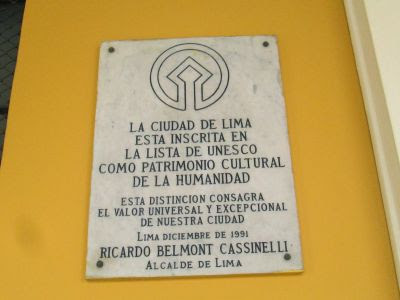 LA CIUDAD DE LIMA
ESTA INSCRITA EN
LA LISTA DE UNESCO
COMO PATRIMONIO CULTURAL
DE LA HUMANIDAD
ESTA DISTINCION CONSAGRA
EL VALOR UNIVERSAL Y EXCEPCIONAL
DE NUESTRA CIUDAD
LIMA DICIEMBRE DE 1991
RICARDO BELMONT CASSINELLI
ALCALDE DE LIMA